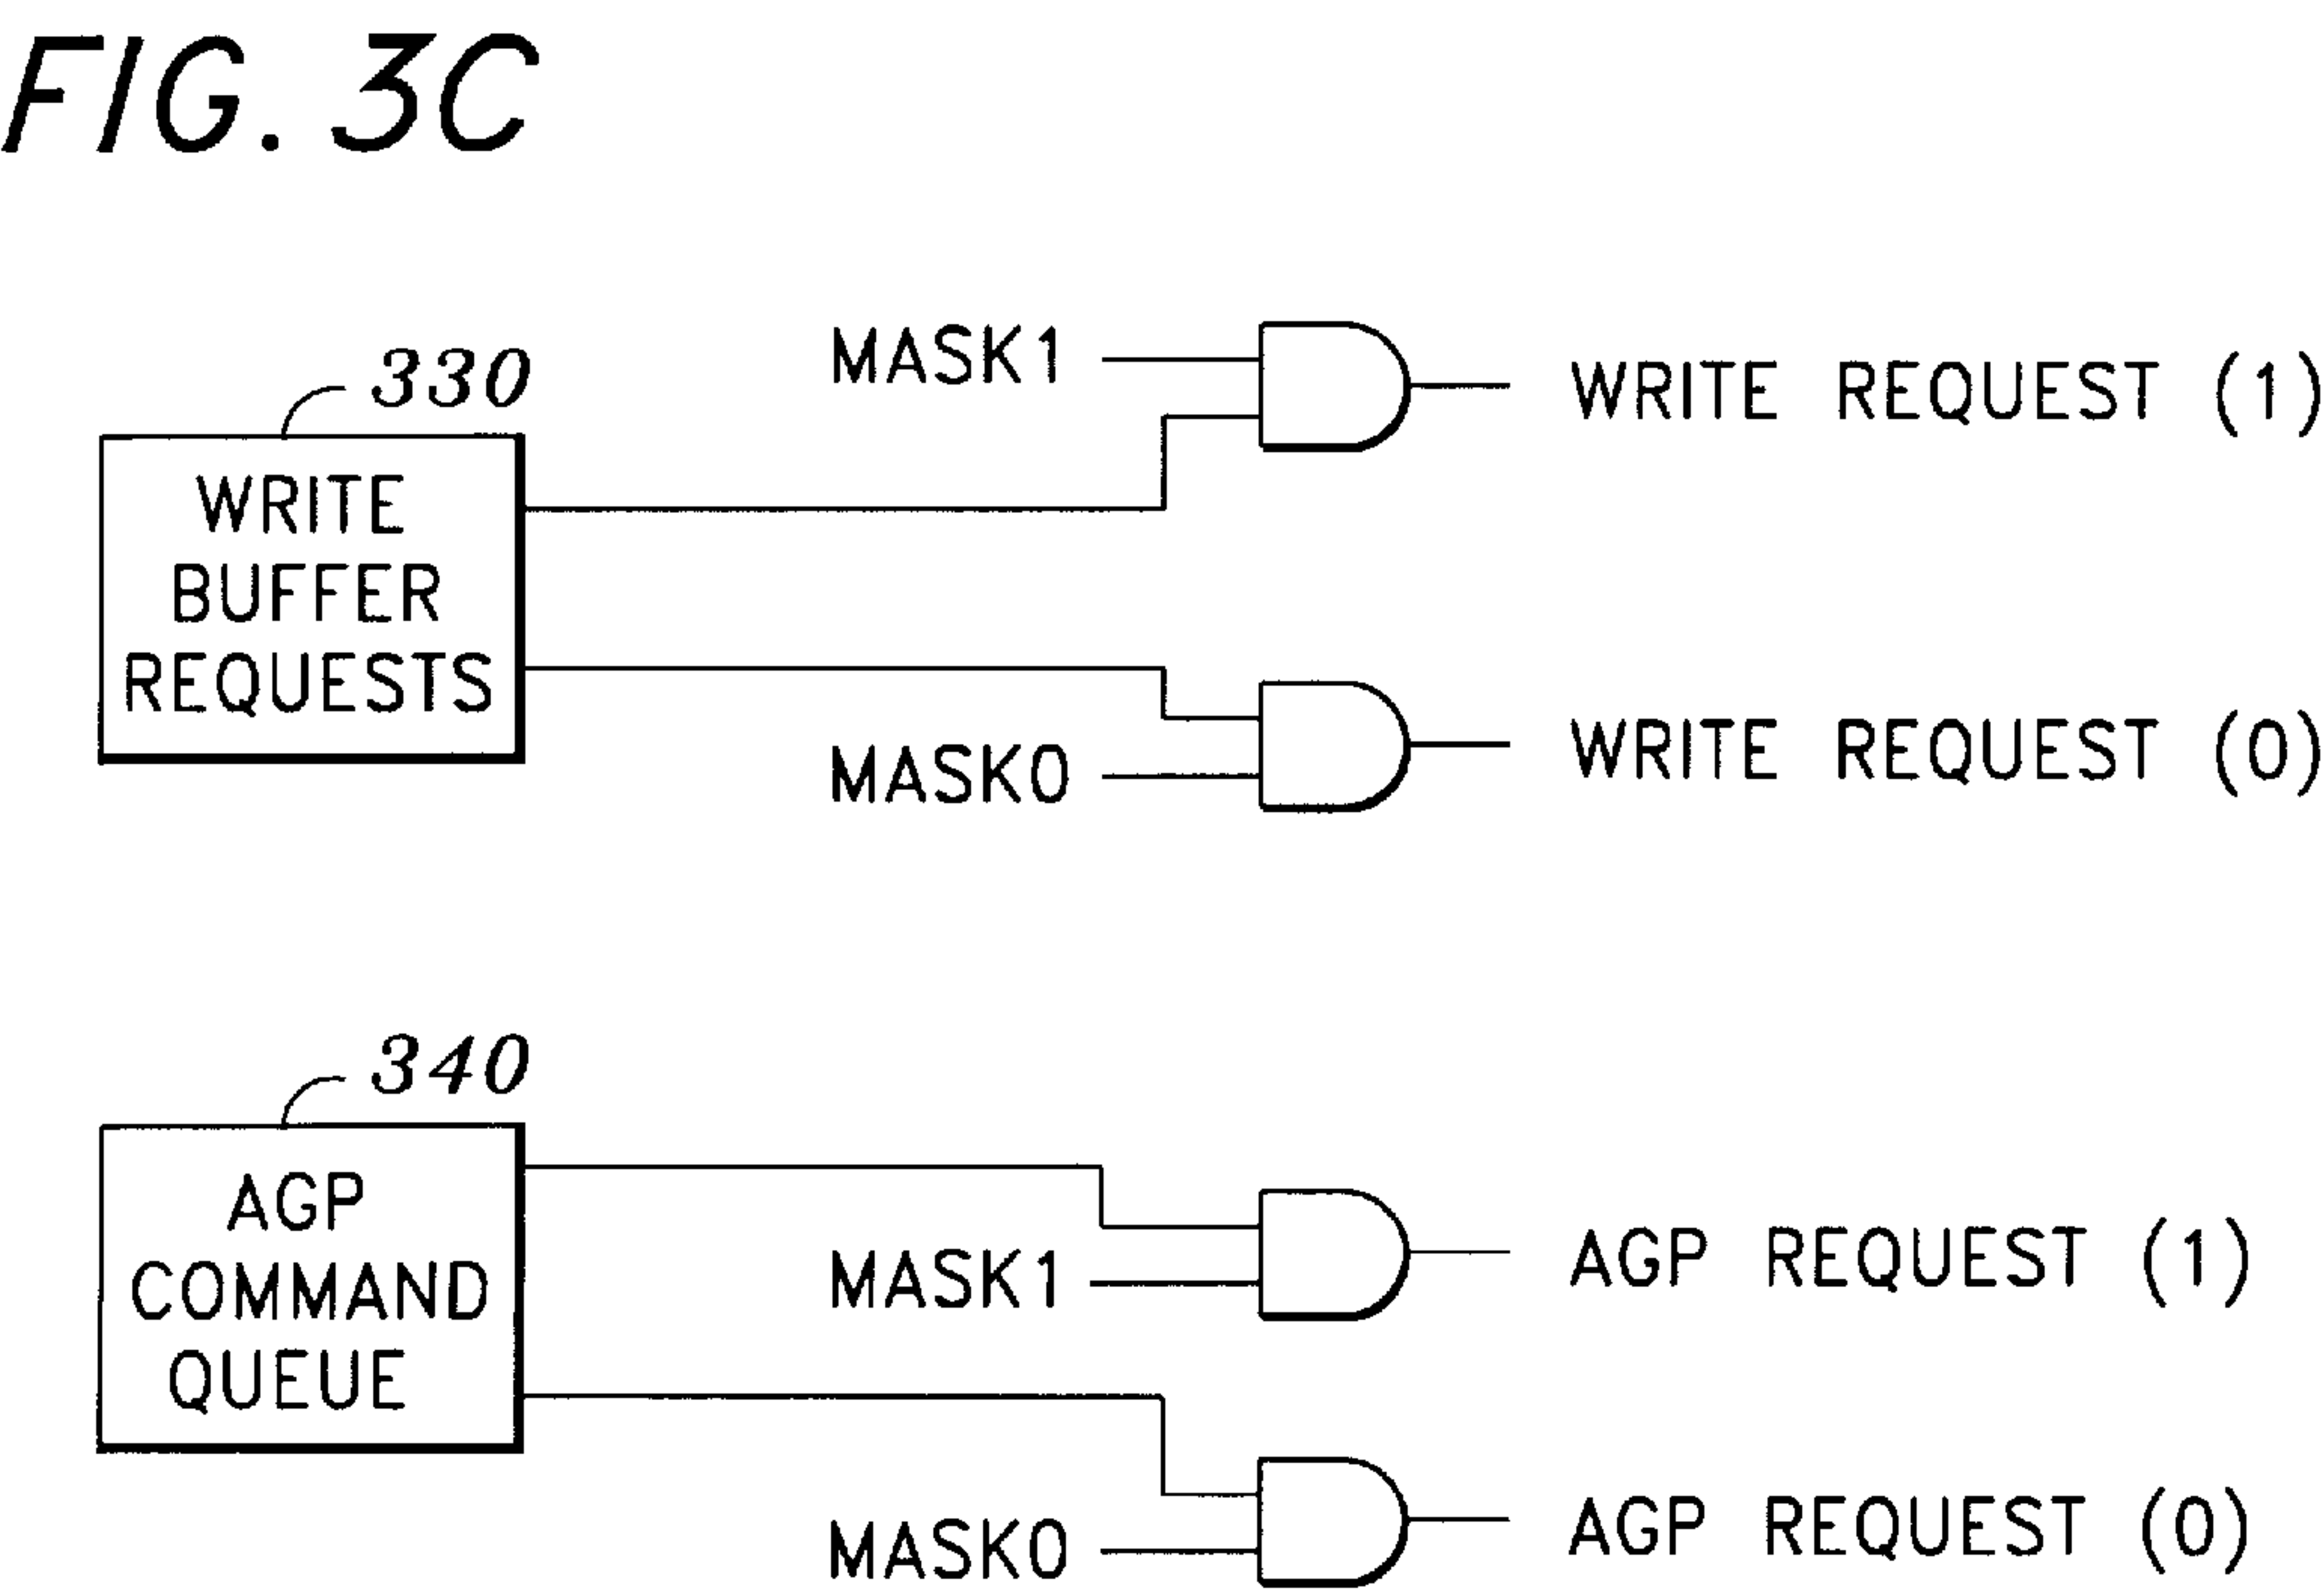 FIG. 3C
330
MASK1
WRITE REQUEST (1)
WRITE
BUFFER
REQUESTS
MASK0
WRITE REQUEST (0)
340
AGP
COMMAND
QUEUE
MASK1
AGP REQUEST (1)
MASK0
AGP REQUEST (0)